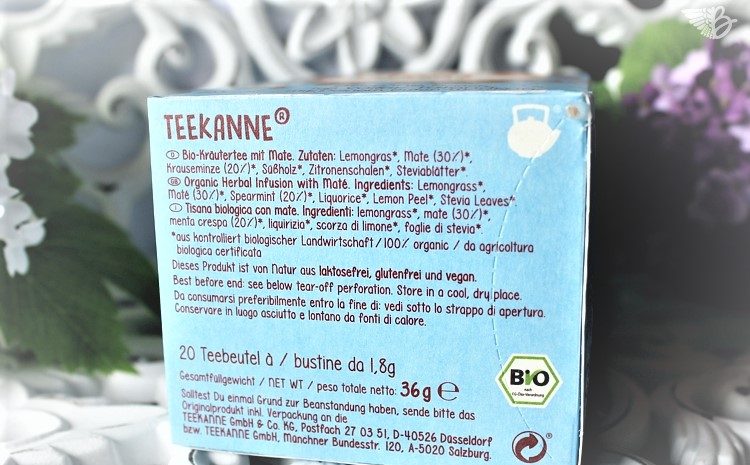 TEEKANNE®
D Bio-Kräutertee mit Mate. Zutaten: Lemongras*, Mate (30%)*,
Krauseminze (20%)*, Süßholz*, Zitronenschalen*, Steviablätter*
GB Organic Herbal Infusion with Maté. Ingredients: Lemongrass*,
Maté (30%)*, Spearmint (20%)*, Liquorice*, Lemon Peel*, Stevia Leaves*.
I Tisana biologica con mate. Ingredienti: lemongrass*, mate (30%)*,
menta crespa (20%)*, liquirizia*, scorza di limone*, foglie di stevia*.
*aus kontrolliert biologischer Landwirtschaft/100% organic / da agricoltura
biologica certificata
Dieses Produkt ist von Natur aus laktosefrei, glutenfrei und vegan.
Best before end: see below tear-off perforation. Store in a cool, dry place.
Da consumarsi preferibilmente entro la fine di: vedi sotto lo strappo di apertura.
Conservare in luogo asciutto e lontano da fonti di calore.
20 Teebeutel à / bustine da 1,8g
Gesamtfüllgewicht / NET WT / peso totale netto: 36g ℮
Solltest Du einmal Grund zur Beanstandung haben, sende bitte das
Originalprodukt inkl. Verpackung an die
TEEKANNE GmbH & Co. KG, Postfach 27 03 51, D-40526 Düsseldorf
bzw. TEEKANNE GmbH, Münchner Bundesstr. 120, A-5020 Salzburg.
BIO
nach
EG-Öko-Verordnung
®
B